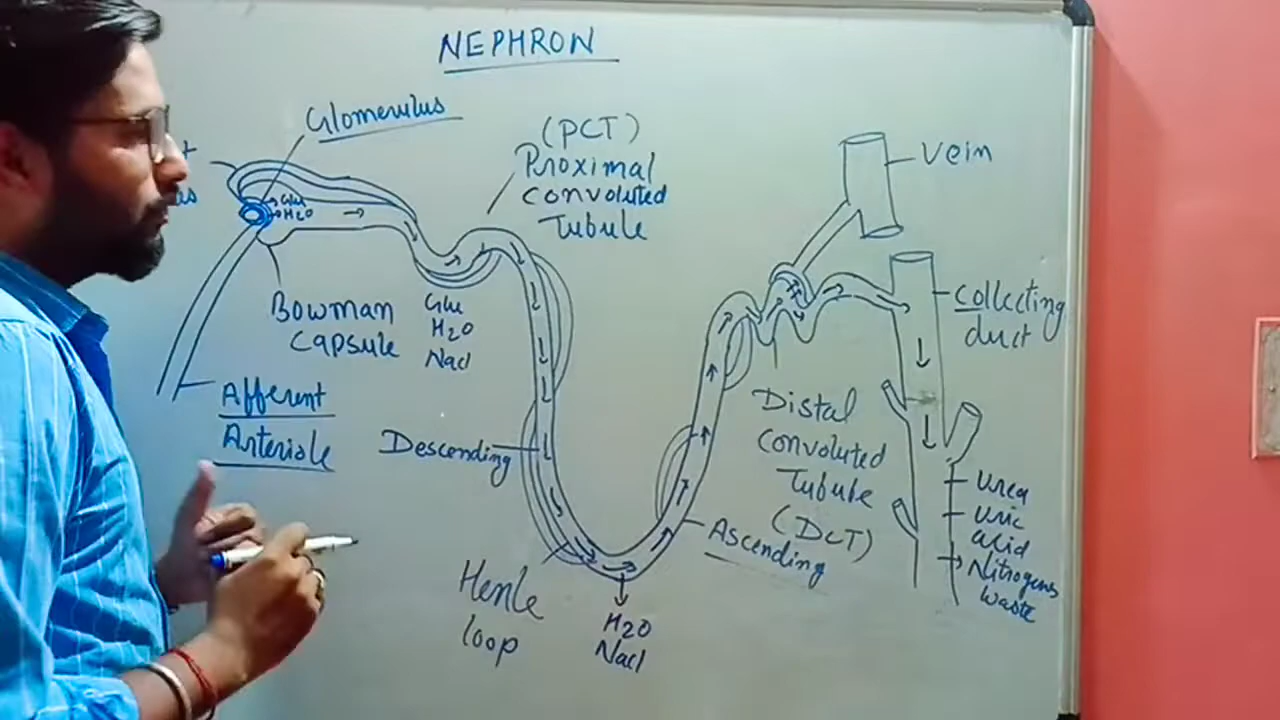 NEPHRON
Glomerulus
(PCT)
Proximal
convoluted
Tubule
Vein
Glu
H2O
Bowman
Capsule
Glu
H2O
Nacl
collecting
duct
Afferent
Arteriole
Descending
Distal
convoluted
Tubule
(DCT)
Ascending
Henle
loop
H2O
Nacl
Urea
Uric
acid
Nitrogens
waste